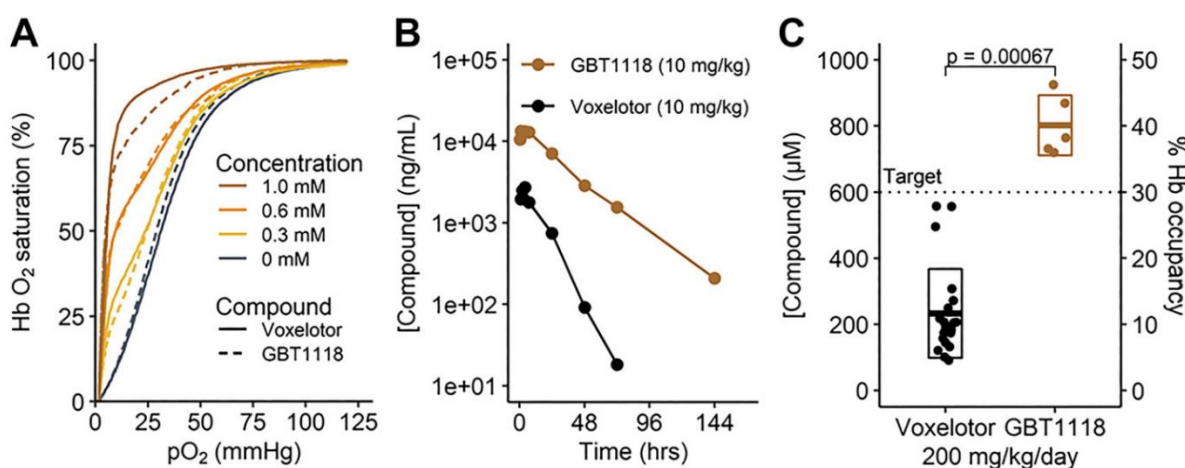 A
Hb O₂ saturation (%)
100
75
50
25
0
0 25 50 75 100 125
pO₂ (mmHg)
Concentration
1.0 mM
0.6 mM
0.3 mM
0 mM
Compound
Voxelotor
GBT1118
B
[Compound] (ng/mL)
1e+05
1e+04
1e+03
1e+02
1e+01
0 48 96 144
Time (hrs)
GBT1118 (10 mg/kg)
Voxelotor (10 mg/kg)
C
[Compound] (µM)
1000
800
600
400
200
0
p = 0.00067
Target
50
40
30
20
10
0
% Hb occupancy
Voxelotor GBT1118
200 mg/kg/day